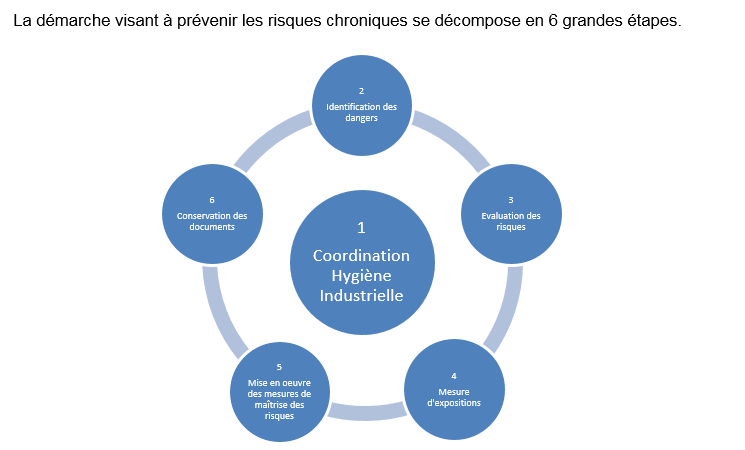 La démarche visant à prévenir les risques chroniques se décompose en 6 grandes étapes.
2
Identification des
dangers
3
Evaluation des
risques
4
Mesure
d'expositions
5
Mise en oeuvre
des mesures de
maîtrise des
risques
6
Conservation des
documents
1
Coordination
Hygiène
Industrielle